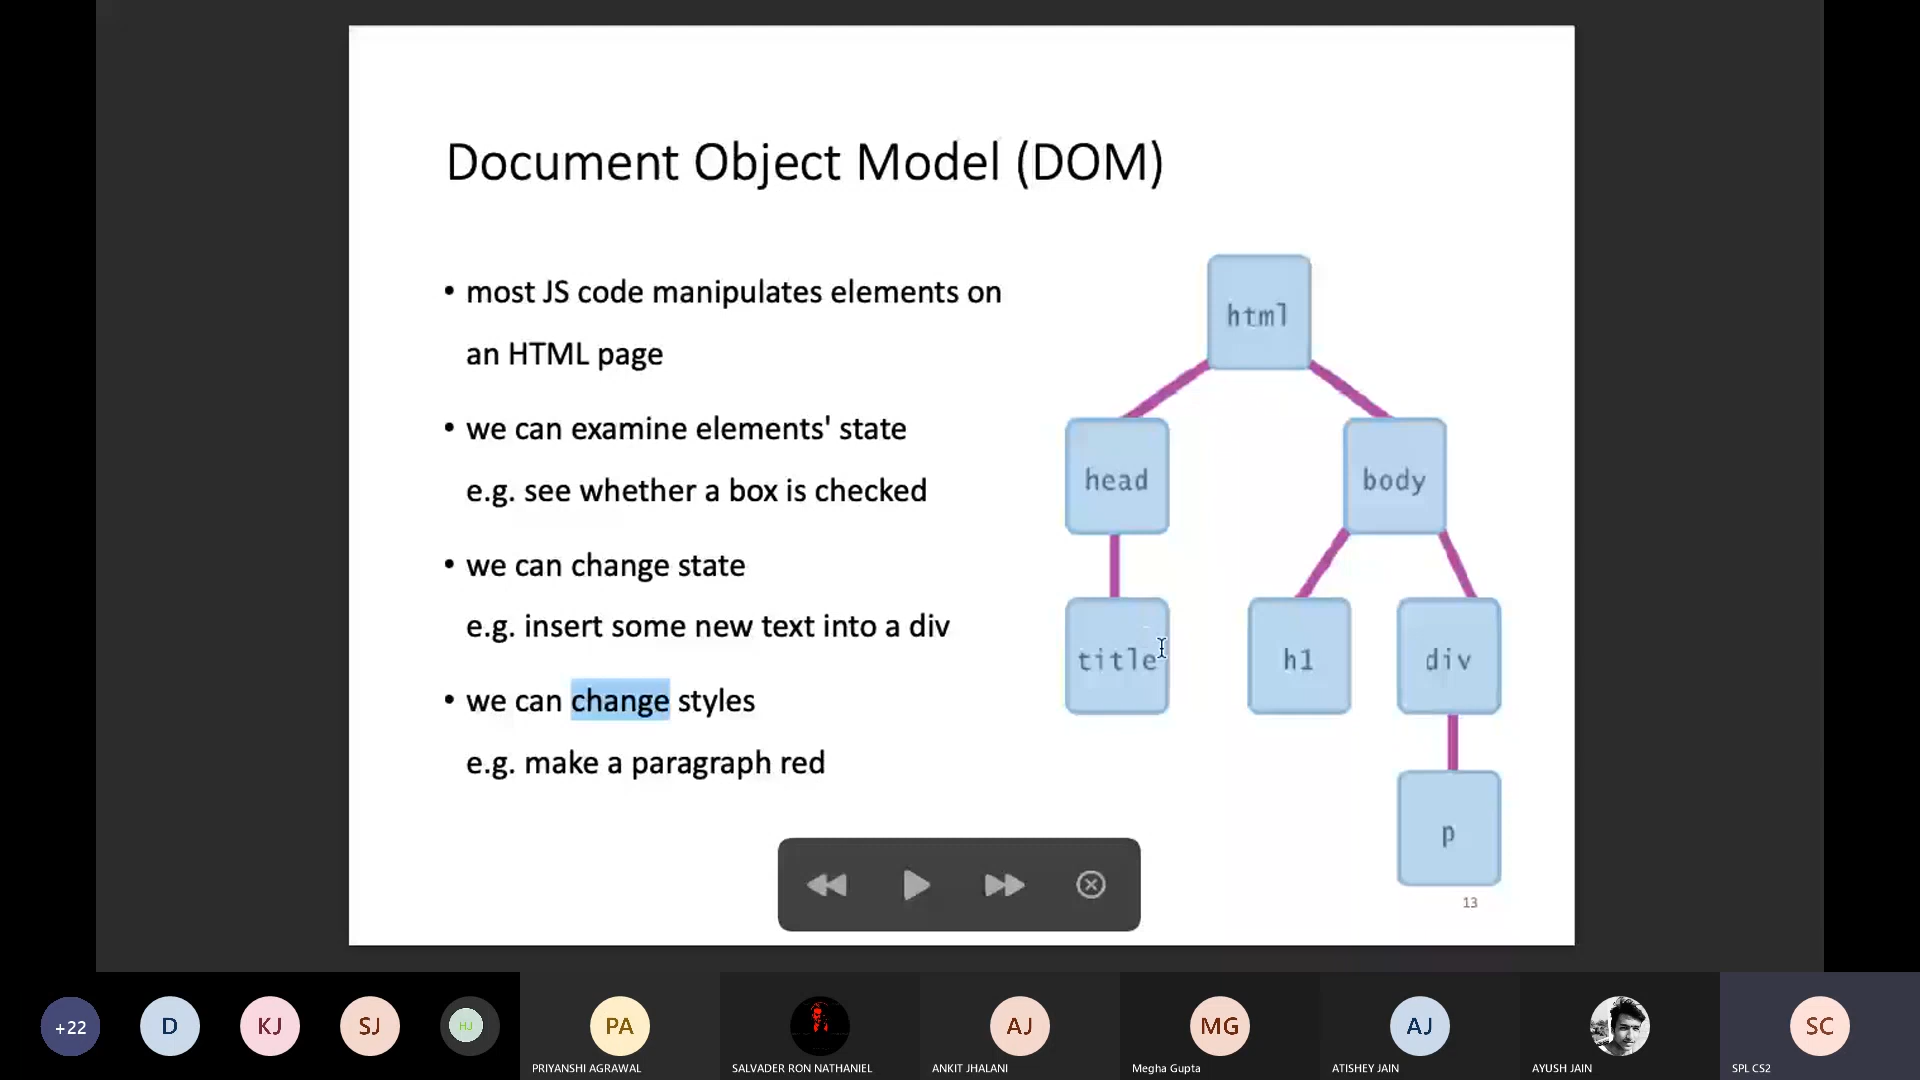 Document Object Model (DOM)
• most JS code manipulates elements on
an HTML page
• we can examine elements' state
e.g. see whether a box is checked
• we can change state
e.g. insert some new text into a div
• we can change styles
e.g. make a paragraph red
html
head
body
title
h1
div
p
13
+22
D
KJ
SJ
HJ
PA
PRIYANSHI AGRAWAL
SALVADER RON NATHANIEL
AJ
ANKIT JHALANI
MG
Megha Gupta
AJ
ATISHEY JAIN
AYUSH JAIN
SC
SPL CS2